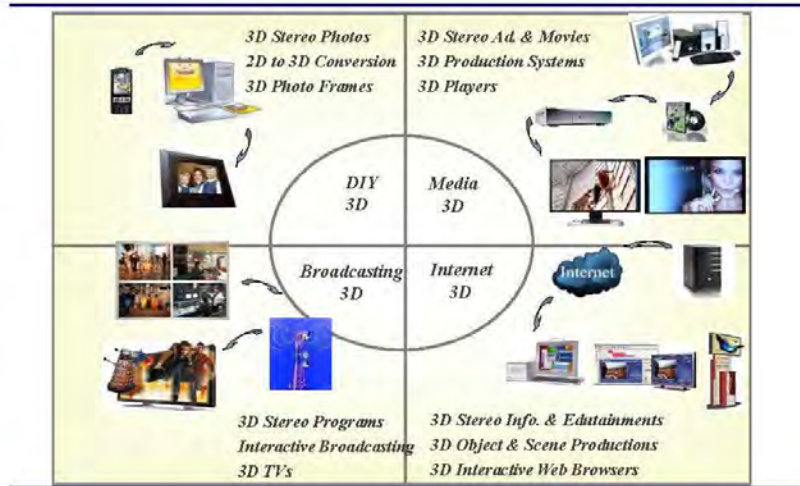 3D Stereo Photos
2D to 3D Conversion
3D Photo Frames
3D Stereo Ad. & Movies
3D Production Systems
3D Players
DIY
3D
Media
3D
Broadcasting
3D
Internet
3D
Internet
3D Stereo Programs
Interactive Broadcasting
3D TVs
3D Stereo Info. & Edutainments
3D Object & Scene Productions
3D Interactive Web Browsers